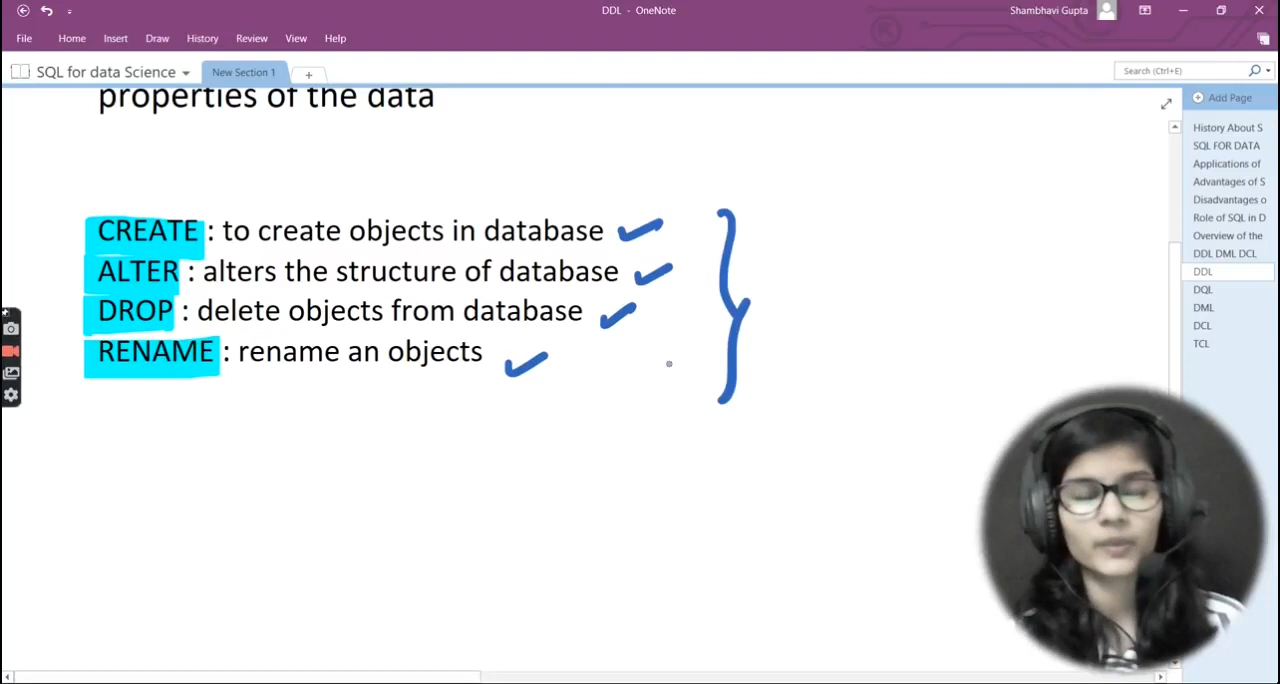 DDL - OneNote
Shambhavi Gupta
File Home Insert Draw History Review View Help
SQL for data Science
New Section 1
+
Search (Ctrl+E)
properties of the data
CREATE : to create objects in database
ALTER : alters the structure of database
DROP : delete objects from database
RENAME : rename an objects
Add Page
History About S
SQL FOR DATA
Applications of
Advantages of S
Disadvantages o
Role of SQL in D
Overview of the
DDL DML DCL
DDL
DQL
DML
DCL
TCL